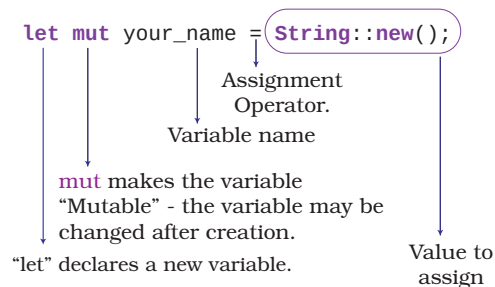 let mut your_name = String::new();
Assignment
Operator.
Variable name
mut makes the variable
“Mutable” - the variable may be
changed after creation.
“let” declares a new variable.
Value to
assign